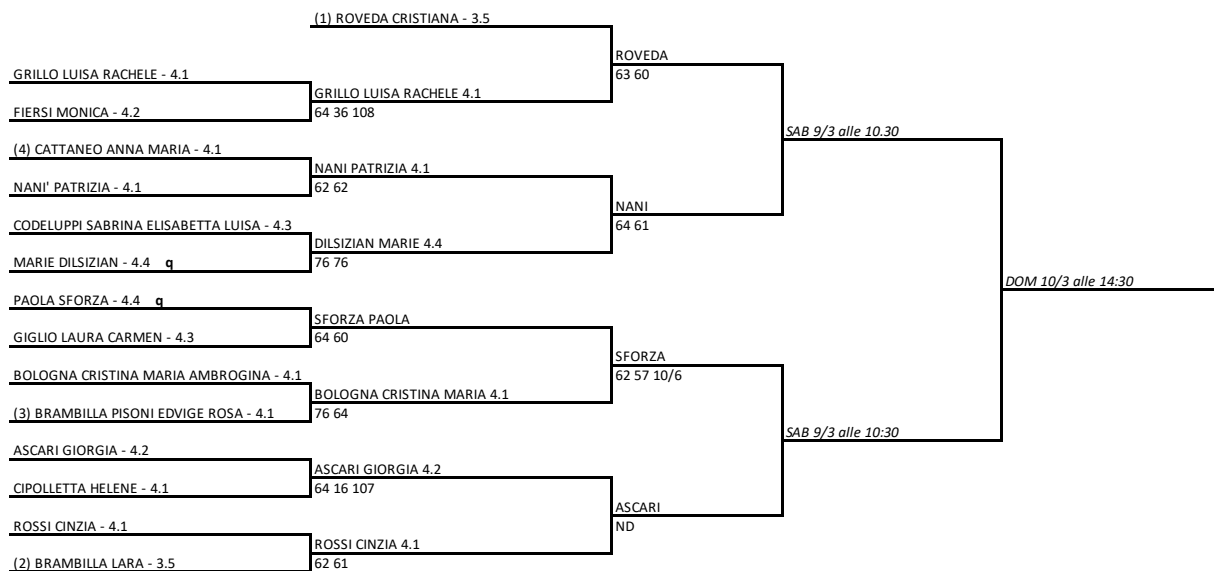 (1) ROVEDA CRISTIANA - 3.5
ROVEDA
63 60
GRILLO LUISA RACHELE - 4.1
GRILLO LUISA RACHELE 4.1
64 36 108
FIERSI MONICA - 4.2
SAB 9/3 alle 10.30
(4) CATTANEO ANNA MARIA - 4.1
NANI PATRIZIA 4.1
62 62
NANI' PATRIZIA - 4.1
NANI
64 61
CODELUPPI SABRINA ELISABETTA LUISA - 4.3
DILSIZIAN MARIE 4.4
76 76
MARIE DILSIZIAN - 4.4 q
DOM 10/3 alle 14:30
PAOLA SFORZA - 4.4 q
SFORZA PAOLA
64 60
GIGLIO LAURA CARMEN - 4.3
SFORZA
62 57 10/6
BOLOGNA CRISTINA MARIA AMBROGINA - 4.1
BOLOGNA CRISTINA MARIA 4.1
76 64
(3) BRAMBILLA PISONI EDVIGE ROSA - 4.1
SAB 9/3 alle 10:30
ASCARI GIORGIA - 4.2
ASCARI GIORGIA 4.2
64 16 107
CIPOLLETTA HELENE - 4.1
ASCARI
ND
ROSSI CINZIA - 4.1
ROSSI CINZIA 4.1
62 61
(2) BRAMBILLA LARA - 3.5